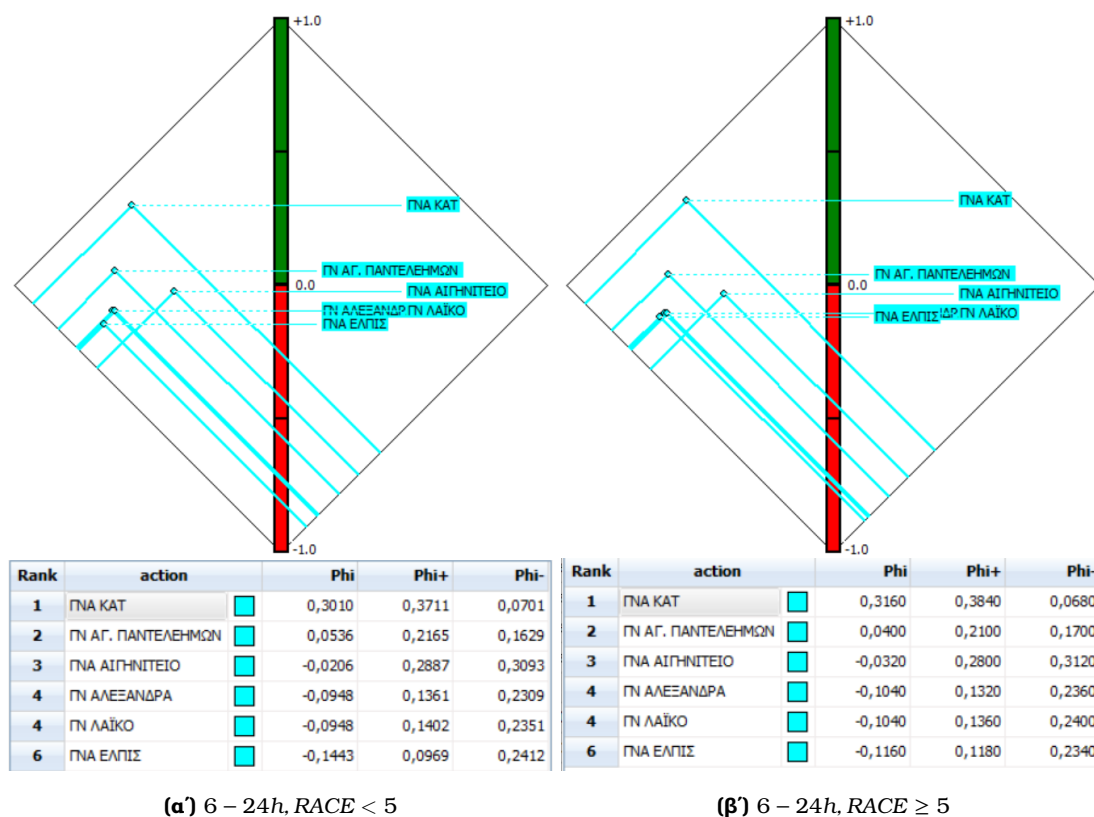 +1.0
ΓΝΑ ΚΑΤ
ΓΝ ΑΓ. ΠΑΝΤΕΛΕΗΜΩΝ
0.0
ΓΝΑ ΑΙΓΗΝΙΤΕΙΟ
ΓΝ ΑΛΕΞΑΝΔΡ ΓΝ ΛΑΪΚΟ
ΓΝΑ ΕΛΠΙΣ
-1.0
Rank action Phi Phi+ Phi-
1 ΓΝΑ ΚΑΤ 0,3010 0,3711 0,0701
2 ΓΝ ΑΓ. ΠΑΝΤΕΛΕΗΜΩΝ 0,0536 0,2165 0,1629
3 ΓΝΑ ΑΙΓΗΝΙΤΕΙΟ -0,0206 0,2887 0,3093
4 ΓΝ ΑΛΕΞΑΝΔΡΑ -0,0948 0,1361 0,2309
4 ΓΝ ΛΑΪΚΟ -0,0948 0,1402 0,2351
6 ΓΝΑ ΕΛΠΙΣ -0,1443 0,0969 0,2412
(α΄) 6 – 24h, RACE < 5
+1.0
ΓΝΑ ΚΑΤ
ΓΝ ΑΓ. ΠΑΝΤΕΛΕΗΜΩΝ
0.0
ΓΝΑ ΑΙΓΗΝΙΤΕΙΟ
ΓΝΑ ΕΛΠΙΣ ΔΡ ΓΝ ΛΑΪΚΟ
-1.0
Rank action Phi Phi+ Phi-
1 ΓΝΑ ΚΑΤ 0,3160 0,3840 0,0680
2 ΓΝ ΑΓ. ΠΑΝΤΕΛΕΗΜΩΝ 0,0400 0,2100 0,1700
3 ΓΝΑ ΑΙΓΗΝΙΤΕΙΟ -0,0320 0,2800 0,3120
4 ΓΝ ΑΛΕΞΑΝΔΡΑ -0,1040 0,1320 0,2360
4 ΓΝ ΛΑΪΚΟ -0,1040 0,1360 0,2400
6 ΓΝΑ ΕΛΠΙΣ -0,1160 0,1180 0,2340
(β΄) 6 – 24h, RACE ≥ 5